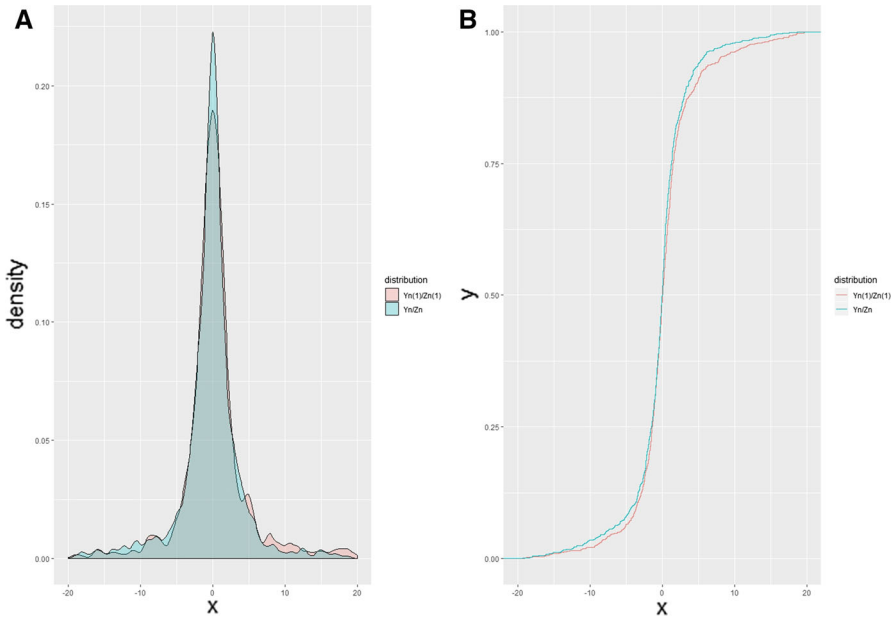 A
density
0.20
0.15
0.10
0.05
0.00
-20
-10
0
10
20
X
distribution
Yn(1)/Zn(1)
Yn/Zn
B
y
1.00
0.75
0.50
0.25
0.00
-20
-10
0
10
20
X
distribution
Yn(1)/Zn(1)
Yn/Zn